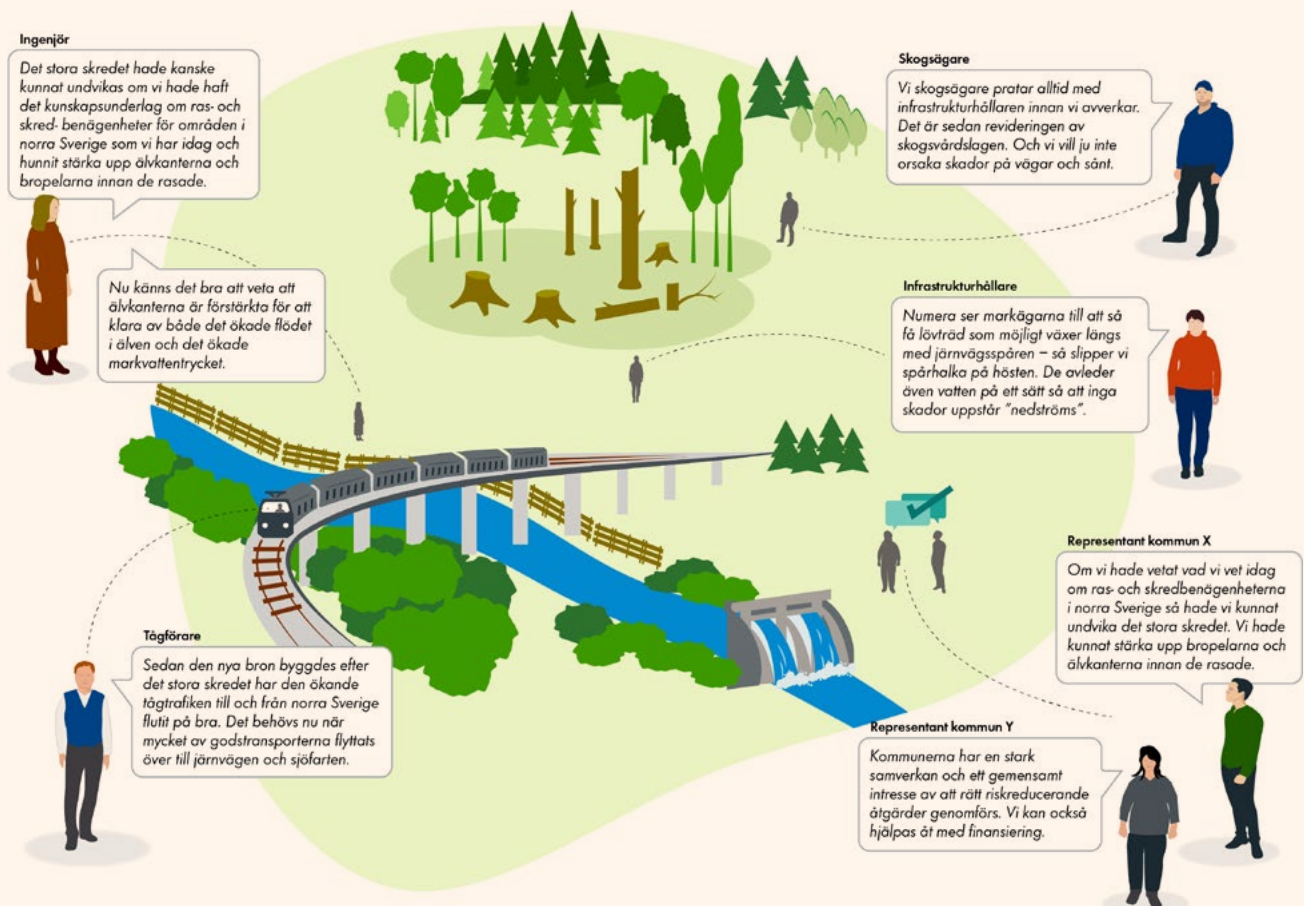 Ingenjör
Det stora skredet hade kanske
kunnat undvikas om vi hade haft
det kunskapsunderlag om ras- och
skred- benägenheter för områden i
norra Sverige som vi har idag och
hunnit stärka upp älvkanterna och
bropelarna innan de rasade.
Nu känns det bra att veta att
älvkanterna är förstärkta för att
klara av både det ökade flödet
i älven och det ökade
markvattentrycket.
Skogsägare
Vi skogsägare pratar alltid med
infrastrukturhållaren innan vi avverkar.
Det är sedan revideringen av
skogsvårdslagen. Och vi vill ju inte
orsaka skador på vägar och sånt.
Infrastrukturhållare
Numera ser markägarna till att så
få lövträd som möjligt växer längs
med järnvägsspåren – så slipper vi
spårhalka på hösten. De avleder
även vatten på ett sätt så att inga
skador uppstår ”nedströms”.
Tågförare
Sedan den nya bron byggdes efter
det stora skredet har den ökande
tågtrafiken till och från norra Sverige
flutit på bra. Det behövs nu när
mycket av godstransporterna flyttats
över till järnvägen och sjöfarten.
Representant kommun X
Om vi hade vetat vad vi vet idag
om ras- och skredbenägenheterna
i norra Sverige så hade vi kunnat
undvika det stora skredet. Vi hade
kunnat stärka upp bropelarna och
älvkanterna innan de rasade.
Representant kommun Y
Kommunerna har en stark
samverkan och ett gemensamt
intresse av att rätt riskreducerande
åtgärder genomförs. Vi kan också
hjälpas åt med finansiering.